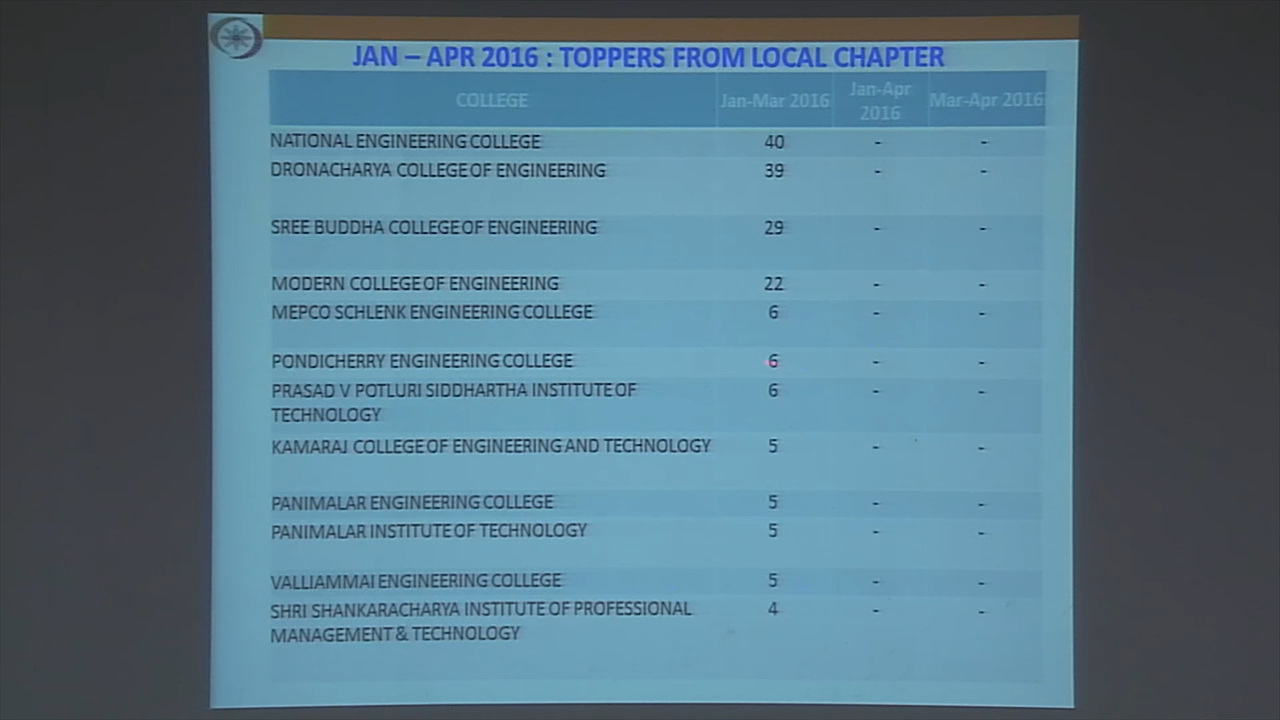 JAN – APR 2016 : TOPPERS FROM LOCAL CHAPTER
COLLEGE Jan-Mar 2016 Jan-Apr 2016 Mar-Apr 2016
NATIONAL ENGINEERING COLLEGE 40 - -
DRONACHARYA COLLEGE OF ENGINEERING 39 - -
SREE BUDDHA COLLEGE OF ENGINEERING 29 - -
MODERN COLLEGE OF ENGINEERING 22 - -
MEPCO SCHLENK ENGINEERING COLLEGE 6 - -
PONDICHERRY ENGINEERING COLLEGE 6 - -
PRASAD V POTLURI SIDDHARTHA INSTITUTE OF 6 - -
TECHNOLOGY
KAMARAJ COLLEGE OF ENGINEERING AND TECHNOLOGY 5 - -
PANIMALAR ENGINEERING COLLEGE 5 - -
PANIMALAR INSTITUTE OF TECHNOLOGY 5 - -
VALLIAMMAI ENGINEERING COLLEGE 5 - -
SHRI SHANKARACHARYA INSTITUTE OF PROFESSIONAL 4 - -
MANAGEMENT & TECHNOLOGY